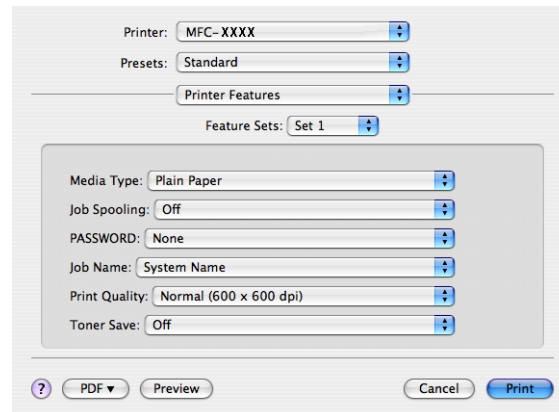 Printer: MFC-XXXX
Presets: Standard
Printer Features
Feature Sets: Set 1
Media Type: Plain Paper
Job Spooling: Off
PASSWORD: None
Job Name: System Name
Print Quality: Normal (600 x 600 dpi)
Toner Save: Off
? PDF ▼ Preview Cancel Print